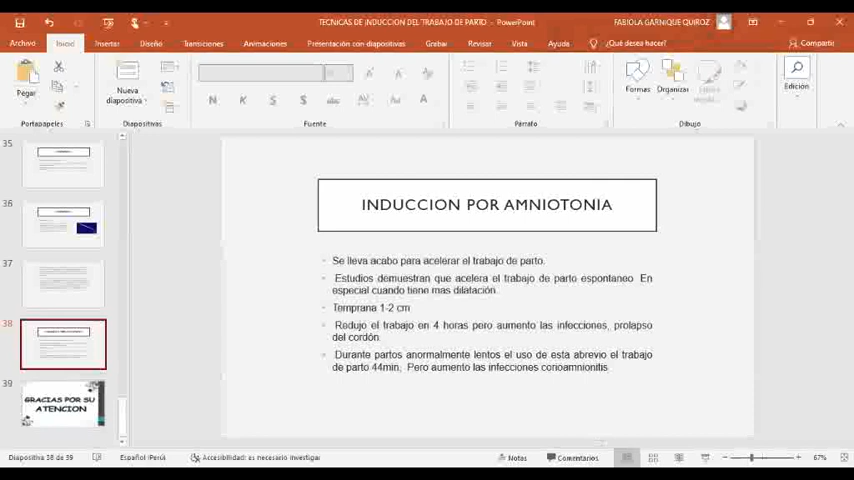 TECNICAS DE INDUCCION DEL TRABAJO DE PARTO - PowerPoint
FABIOLA GARNIQUE QUIROZ
Archivo Inicio Insertar Diseño Transiciones Animaciones Presentación con diapositivas Grabar Revisar Vista Ayuda ¿Qué desea hacer? Compartir
Pegar
Nueva
diapositiva
Formas Organizar
Edición
Portapapeles Diapositivas Fuente Párrafo Dibujo
35
36
37
38
39
GRACIAS POR SU
ATENCION
INDUCCION POR AMNIOTONIA
Se lleva acabo para acelerar el trabajo de parto.
Estudios demuestran que acelera el trabajo de parto espontaneo En
especial cuando tiene mas dilatación.
Temprana 1-2 cm
Redujo el trabajo en 4 horas pero aumento las infecciones, prolapso
del cordón.
Durante partos anormalmente lentos el uso de esta abrevio el trabajo
de parto 44min; Pero aumento las infecciones corioamnionitis
Diapositiva 38 de 39 Español (Perú) Accesibilidad: es necesario investigar Notas Comentarios 67%